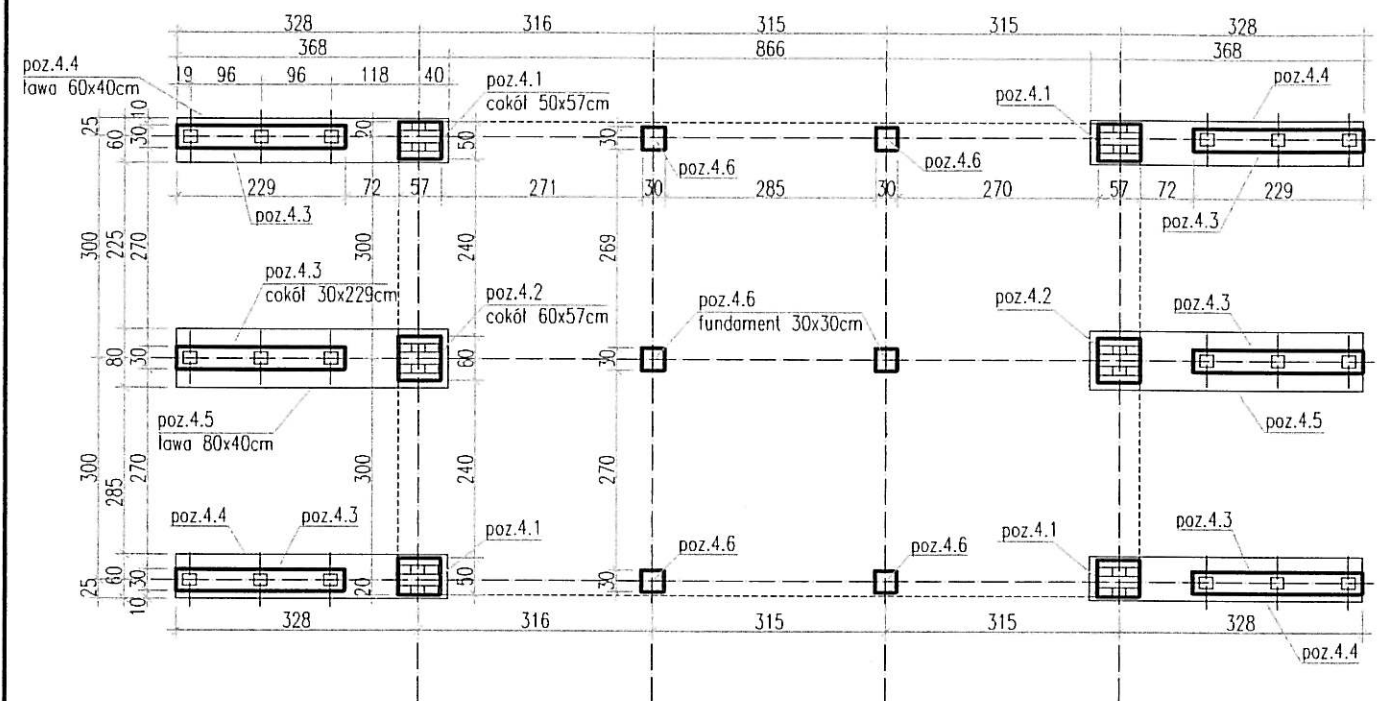 328 316 315 315 328
368 866 368
poz.4.4
ława 60x40cm
19 96 96 118 40
poz.4.1
cokół 50x57cm
poz.4.1
poz.4.4
25 60 30 10 20 50 30
poz.4.6
poz.4.6
229 72 57 271 30 285 30 270 57 72 229
poz.4.3
poz.4.3
300 225 270 300 240 269
poz.4.3
cokół 30x229cm
poz.4.2
cokół 60x57cm
poz.4.6
fundament 30x30cm
poz.4.2
poz.4.3
80 30 60 30
poz.4.5
ława 80x40cm
poz.4.5
300 285 270 300 240 270
poz.4.4
poz.4.3
poz.4.1
poz.4.6
poz.4.6
poz.4.1
poz.4.3
25 60 30 10 20 50 30
328 316 315 315 328
poz.4.4